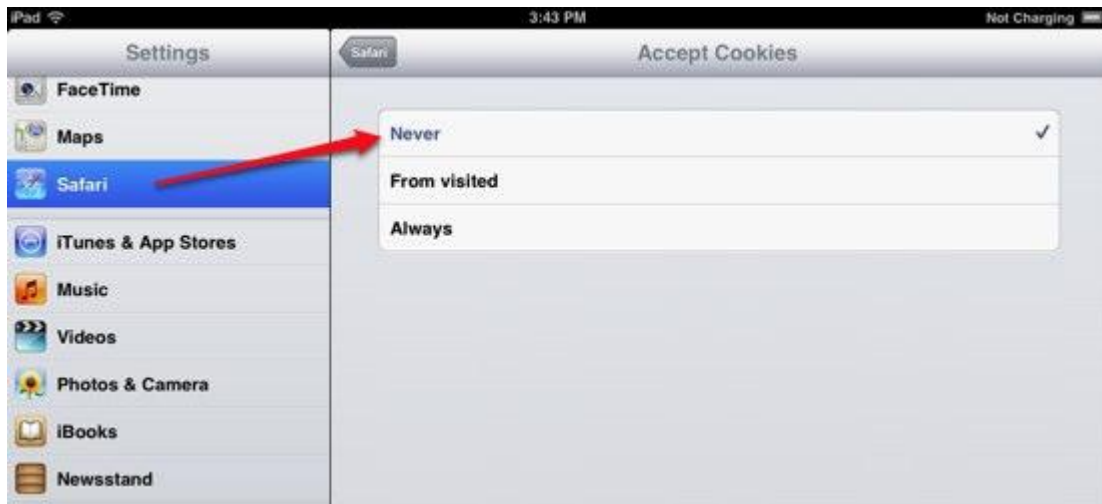 iPad 3:43 PM Not Charging
Settings
Safari Accept Cookies
FaceTime
Maps
Safari
iTunes & App Stores
Music
Videos
Photos & Camera
iBooks
Newsstand
Never
From visited
Always